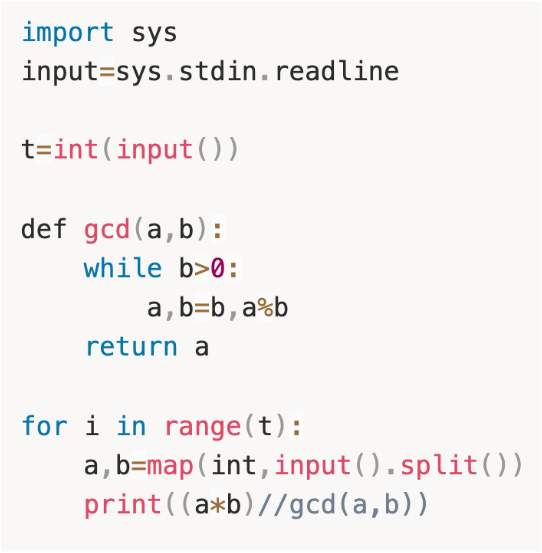 import sys
input=sys.stdin.readline
t=int(input())
def gcd(a,b):
    while b>0:
        a,b=b,a%b
    return a
for i in range(t):
    a,b=map(int,input().split())
    print((a*b)//gcd(a,b))